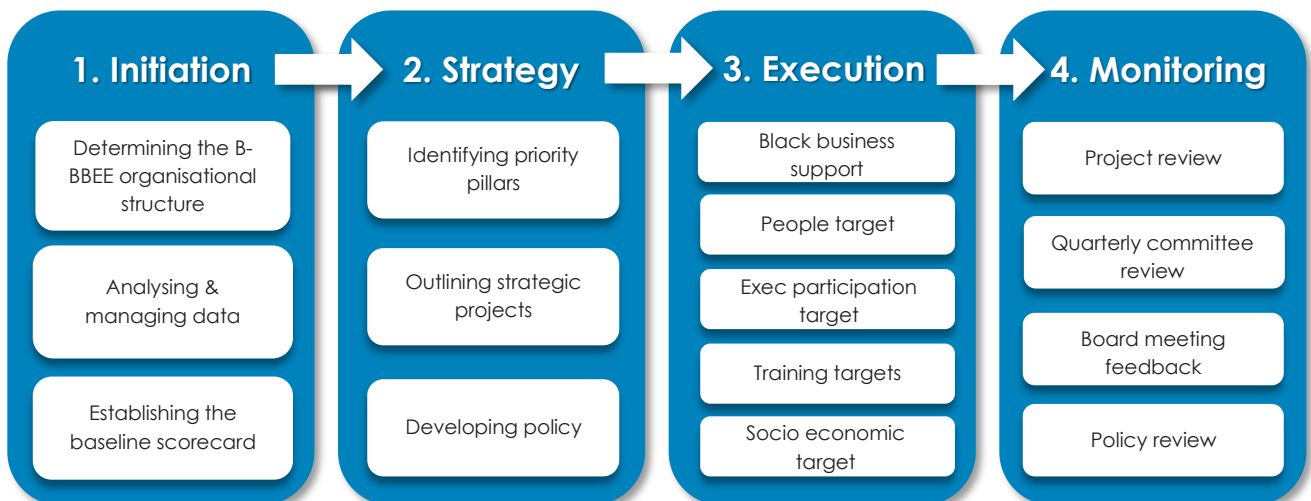 1. Initiation
Determining the B-
BBEE organisational
structure
Analysing &
managing data
Establishing the
baseline scorecard
2. Strategy
Identifying priority
pillars
Outlining strategic
projects
Developing policy
3. Execution
Black business
support
People target
Exec participation
target
Training targets
Socio economic
target
4. Monitoring
Project review
Quarterly committee
review
Board meeting
feedback
Policy review